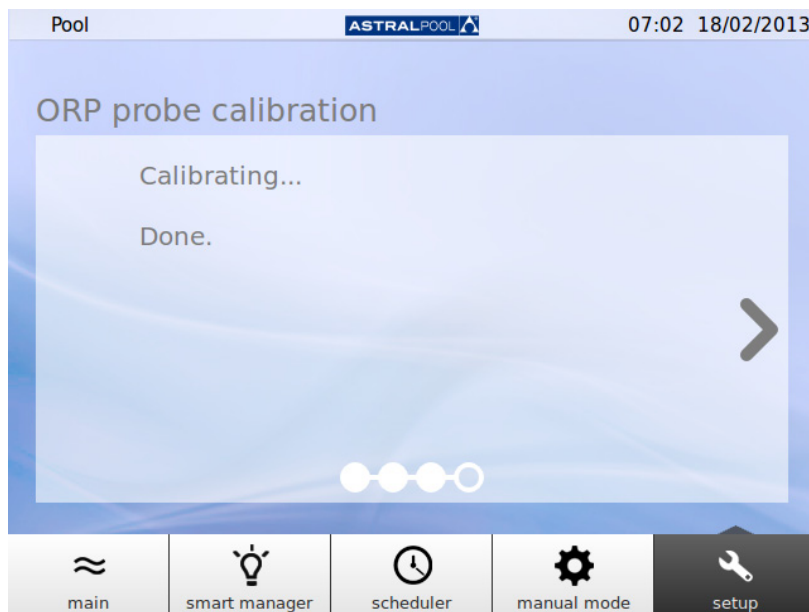 Pool ASTRALPOOL 07:02 18/02/2013
ORP probe calibration
Calibrating...
Done.
main smart manager scheduler manual mode setup